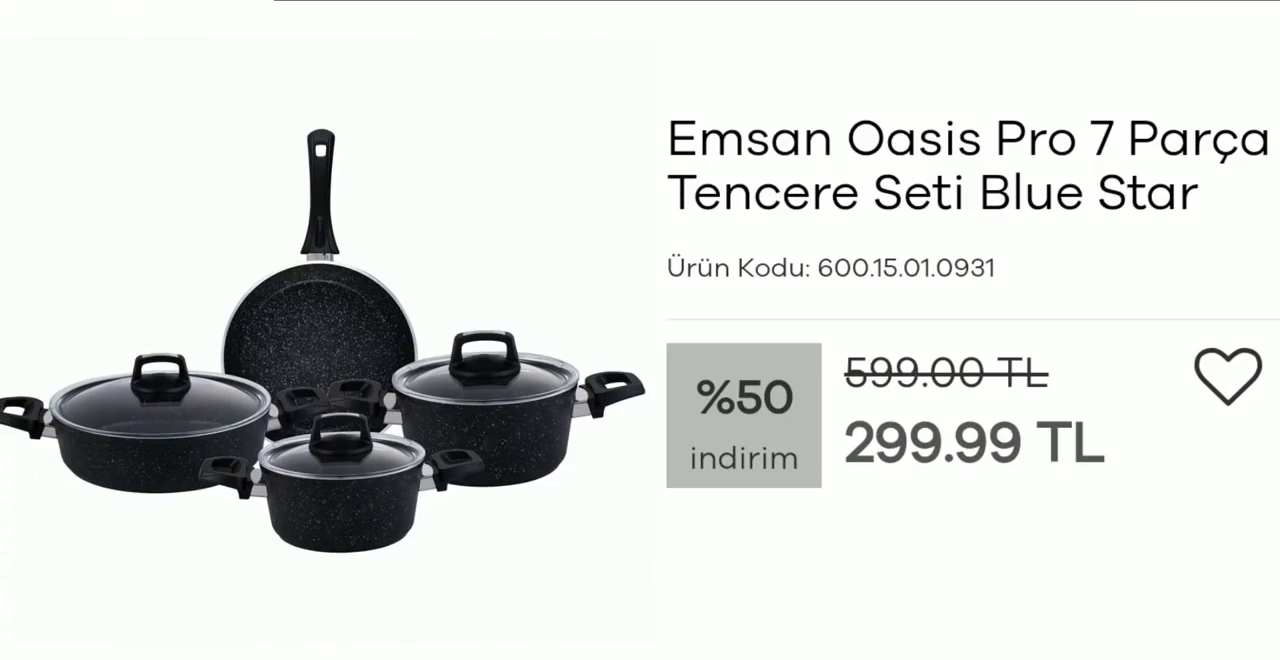 Emsan Oasis Pro 7 Parça
Tencere Seti Blue Star
Ürün Kodu: 600.15.01.0931
%50
indirim
599.00 TL
299.99 TL